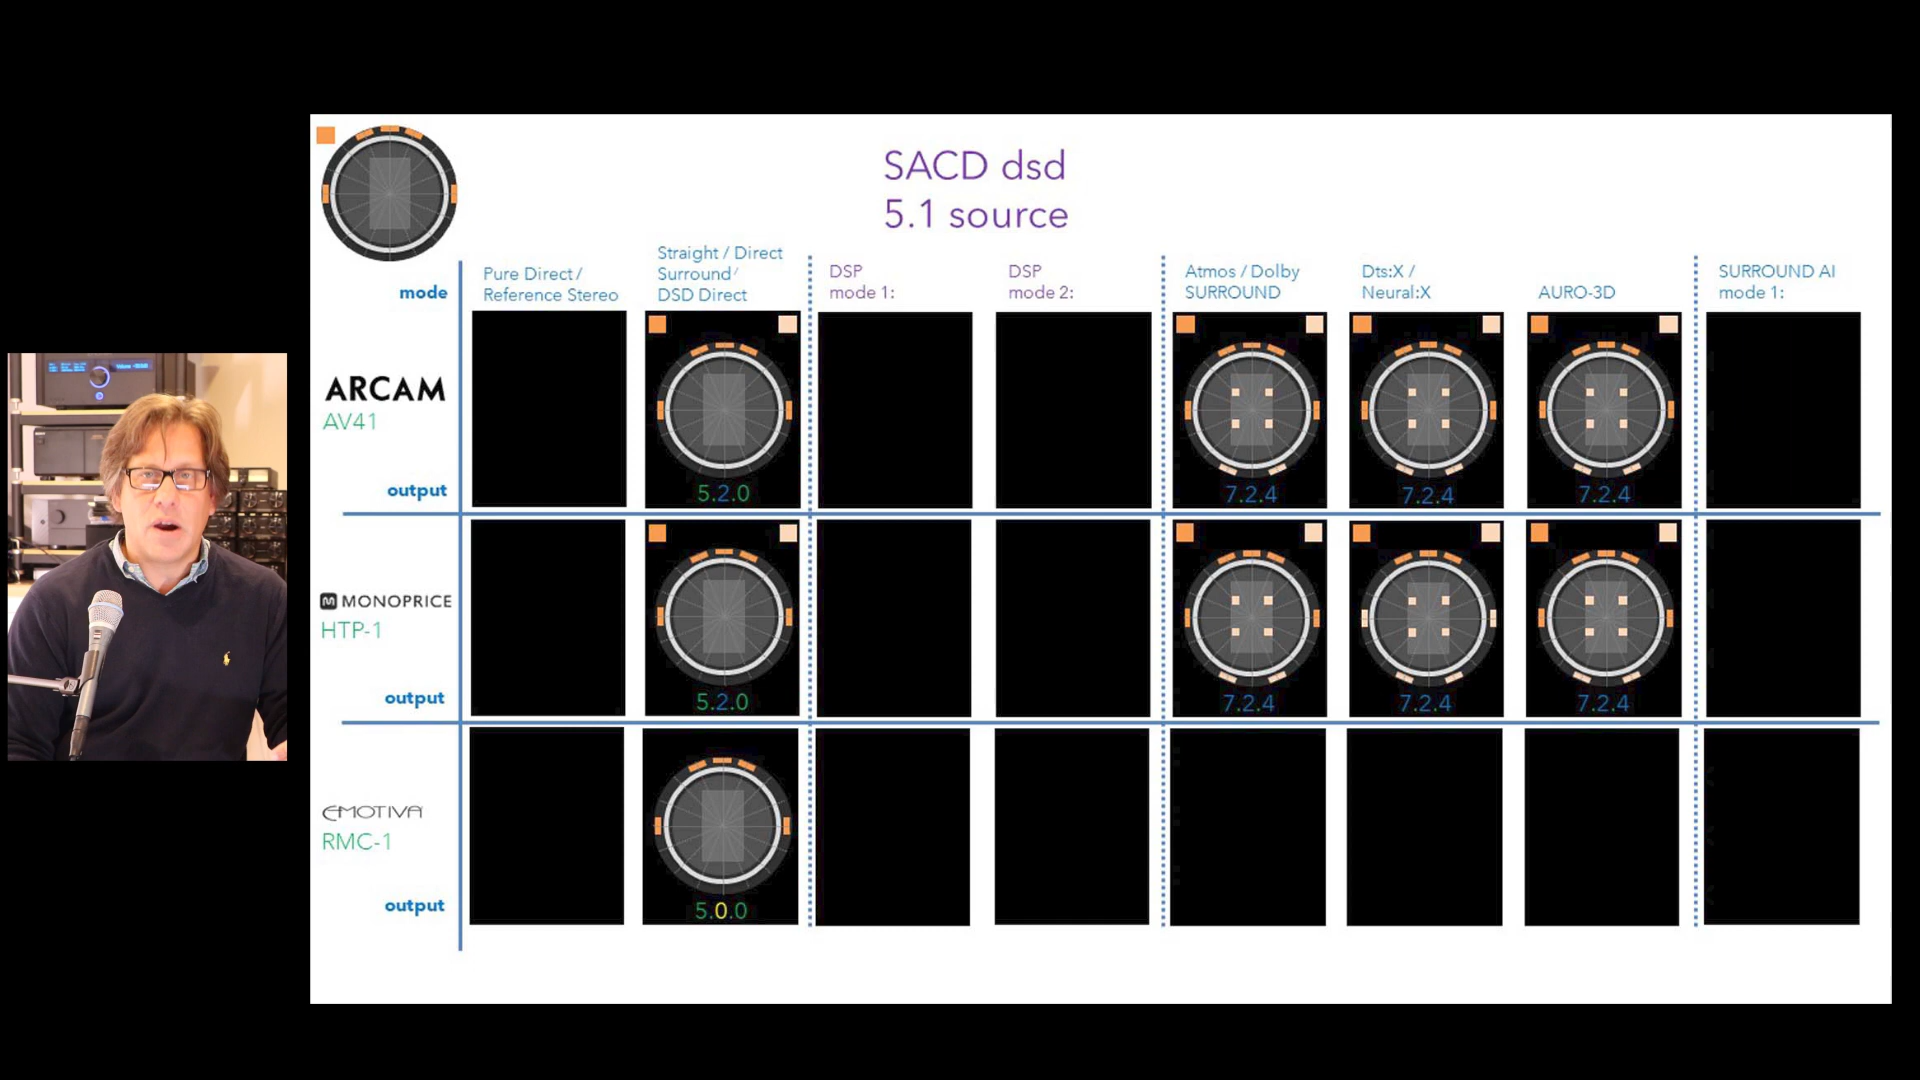 SACD dsd
5.1 source
mode
Pure Direct /
Reference Stereo
Straight / Direct
Surround /
DSD Direct
DSP
mode 1:
DSP
mode 2:
Atmos / Dolby
SURROUND
Dts:X /
Neural:X
AURO-3D
SURROUND AI
mode 1:
ARCAM
AV41
output
5.2.0
7.2.4
7.2.4
7.2.4
MONOPRICE
HTP-1
output
5.2.0
7.2.4
7.2.4
7.2.4
EMOTIVA
RMC-1
output
5.0.0